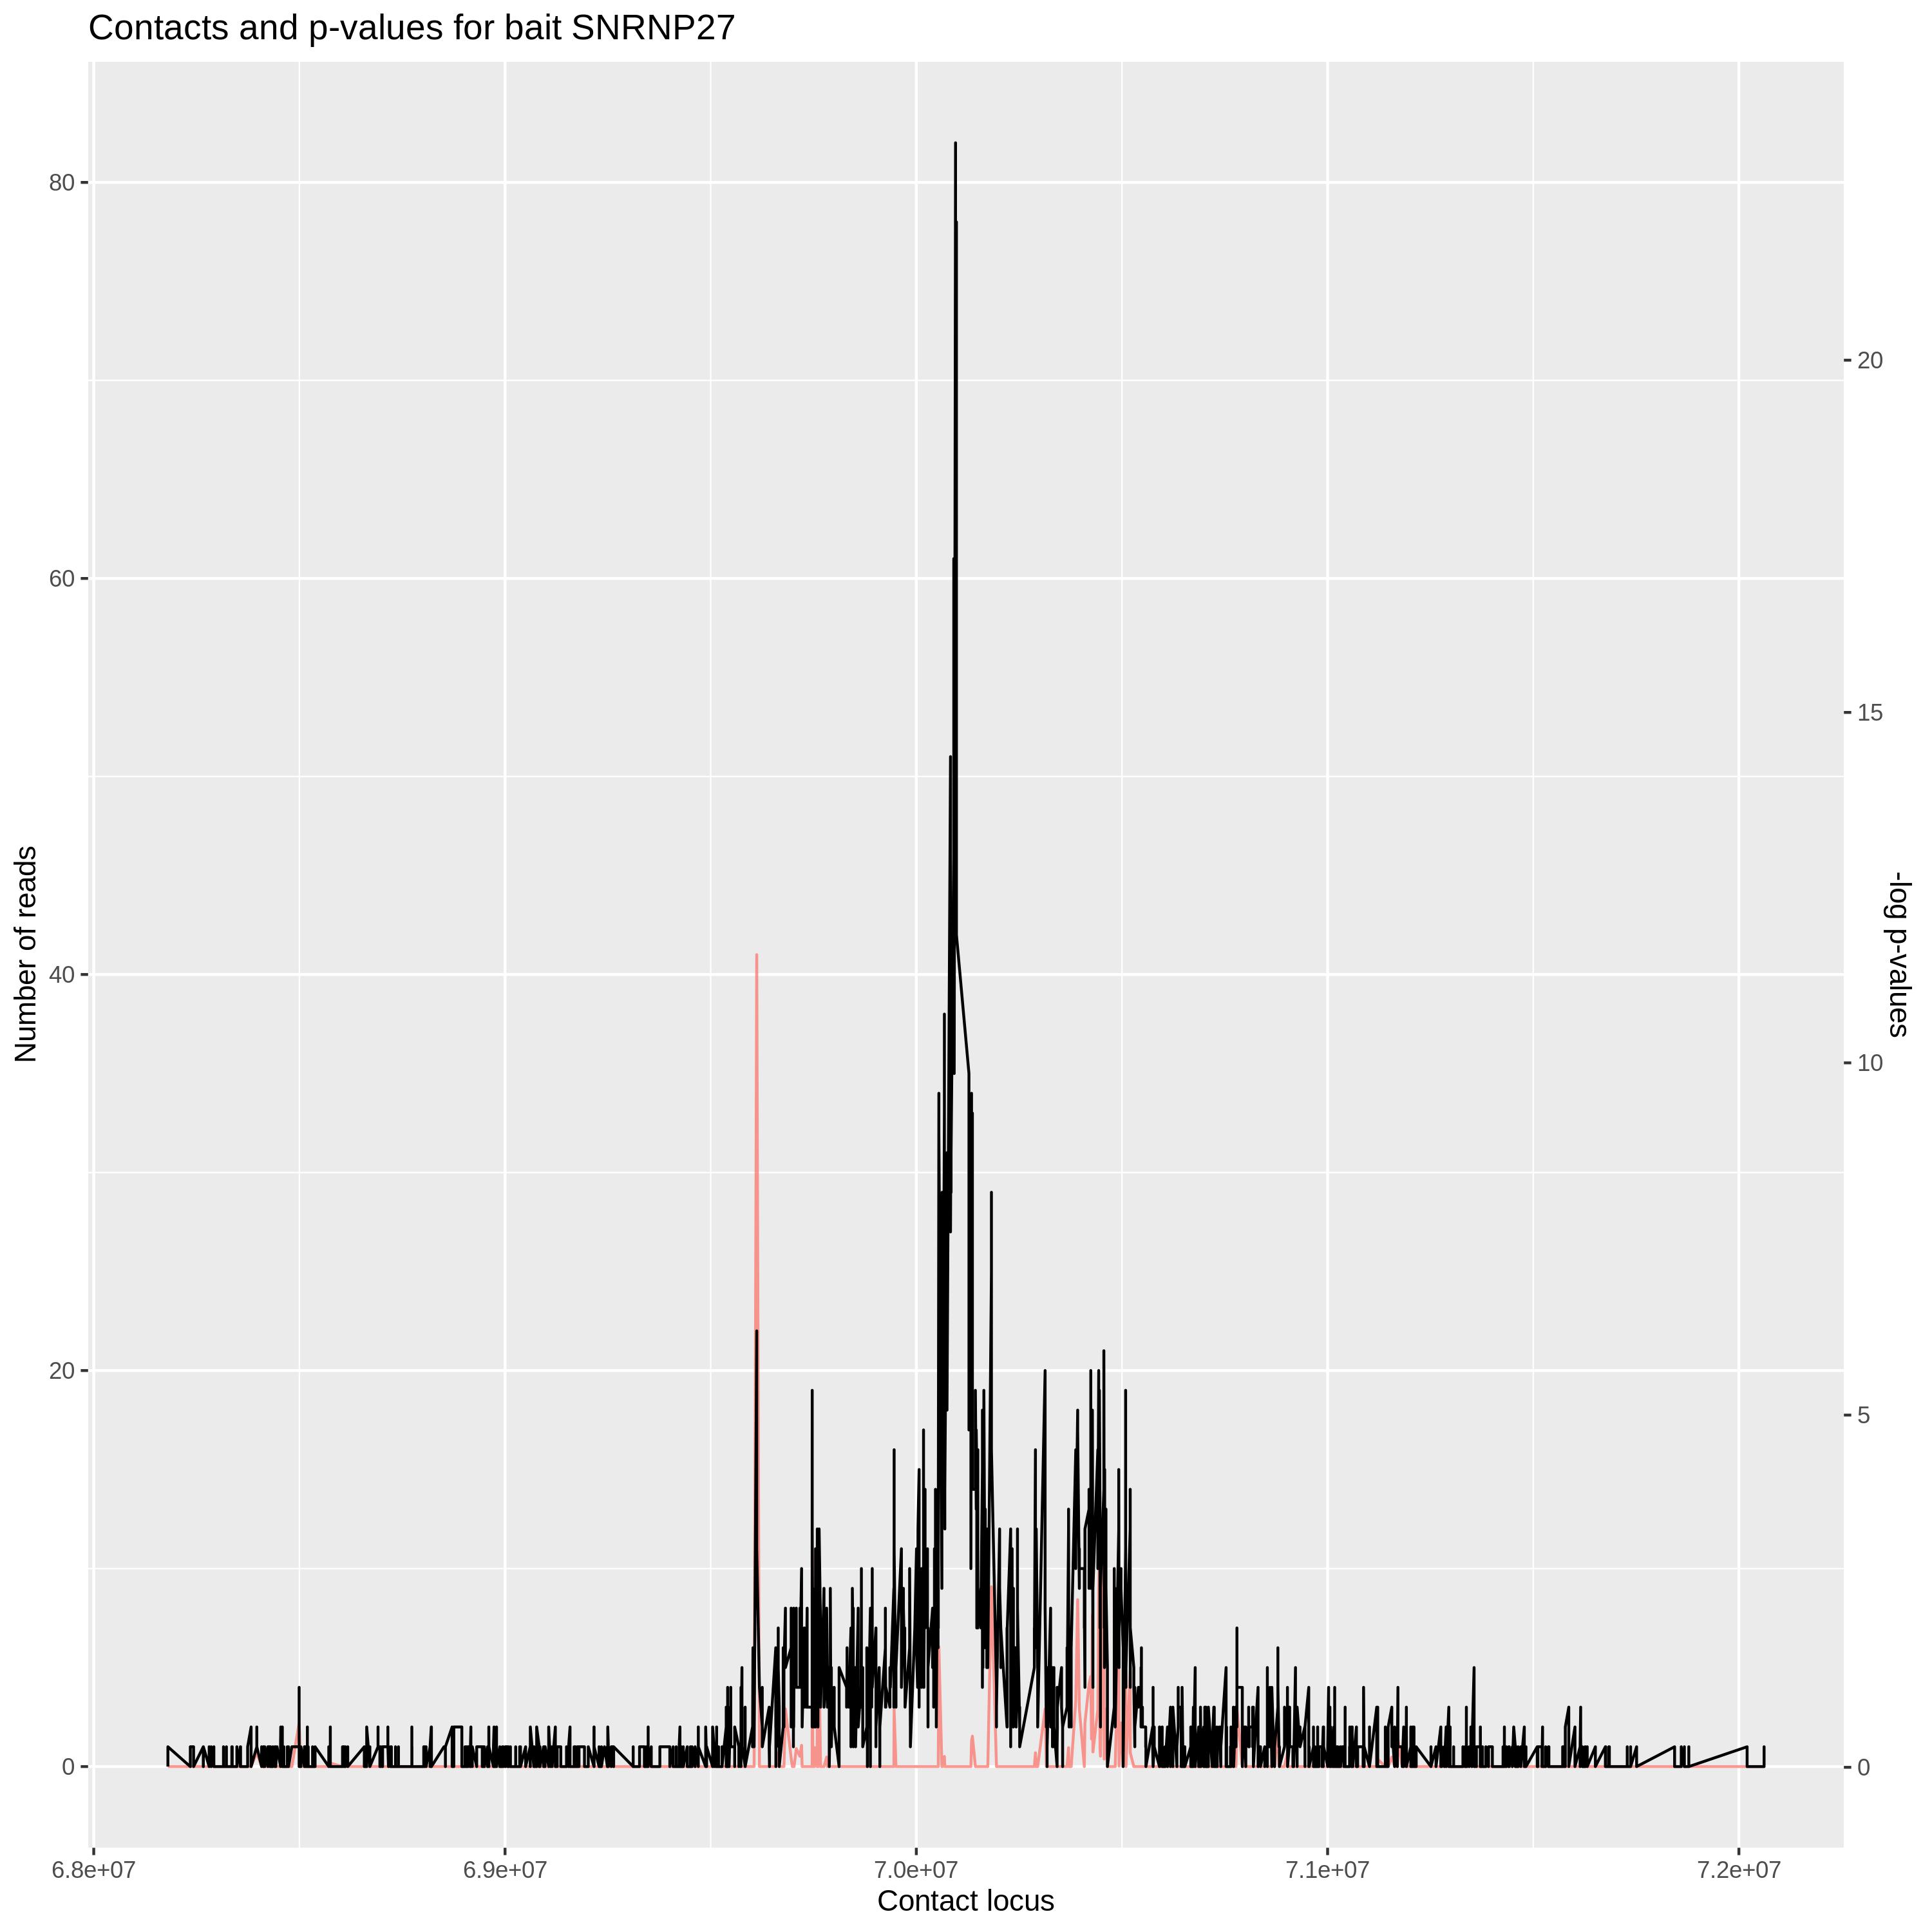 Contacts and p-values for bait SNRNP27
80
60
40
20
0
Number of reads
20
15
10
5
0
-log p-values
6.8e+07
6.9e+07
7.0e+07
7.1e+07
7.2e+07
Contact locus